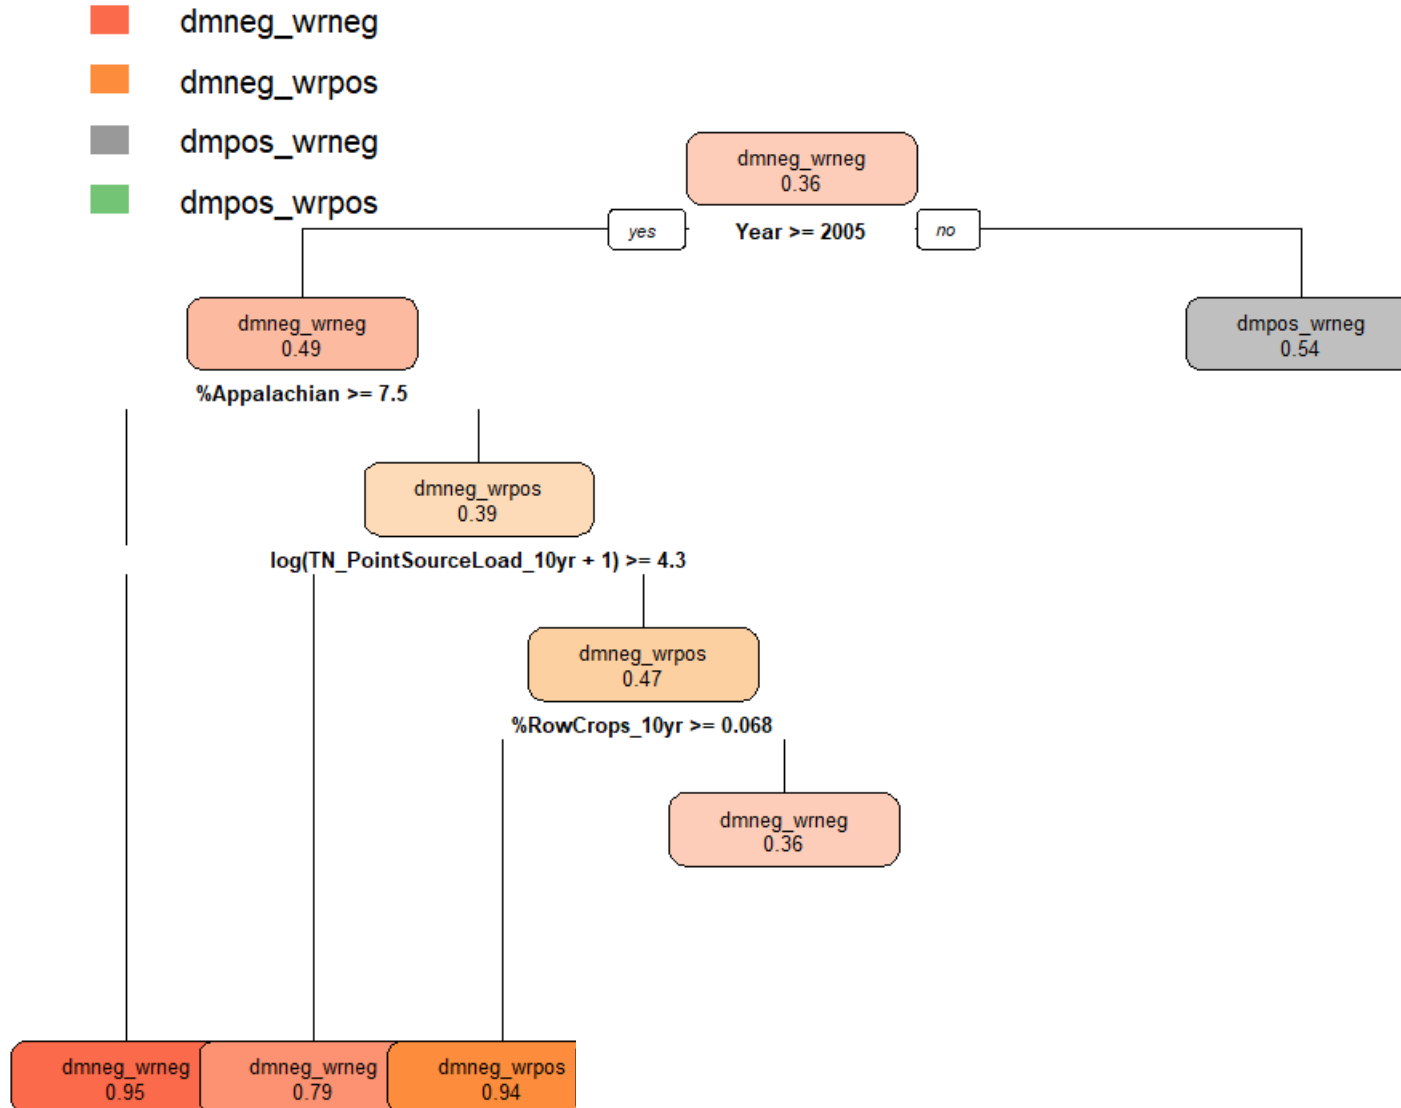 dmneg_wrneg
dmneg_wrpos
dmpos_wrneg
dmpos_wrpos
dmneg_wrneg
0.36
yes
Year >= 2005
no
dmneg_wrneg
0.49
dmpos_wrneg
0.54
%Appalachian >= 7.5
dmneg_wrpos
0.39
log(TN_PointSourceLoad_10yr + 1) >= 4.3
dmneg_wrpos
0.47
%RowCrops_10yr >= 0.068
dmneg_wrneg
0.36
dmneg_wrneg
0.95
dmneg_wrneg
0.79
dmneg_wrpos
0.94